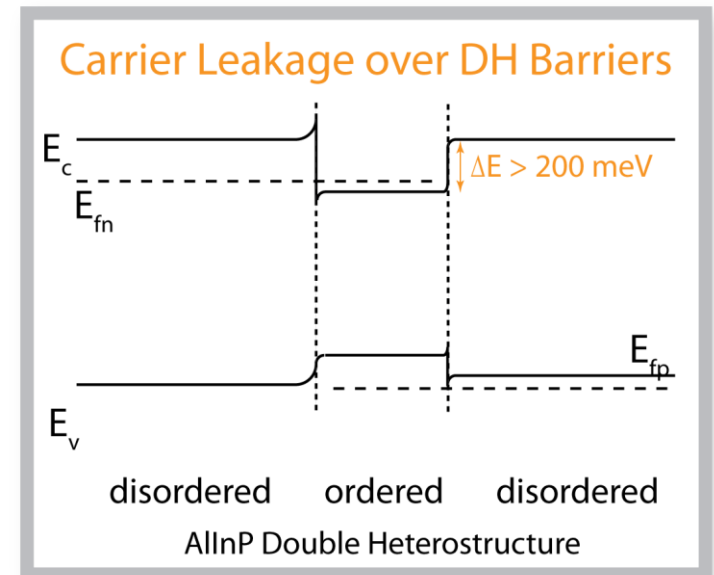 Carrier Leakage over DH Barriers
Ec
ΔE > 200 meV
Efn
Efp
Ev
disordered ordered disordered
AlInP Double Heterostructure